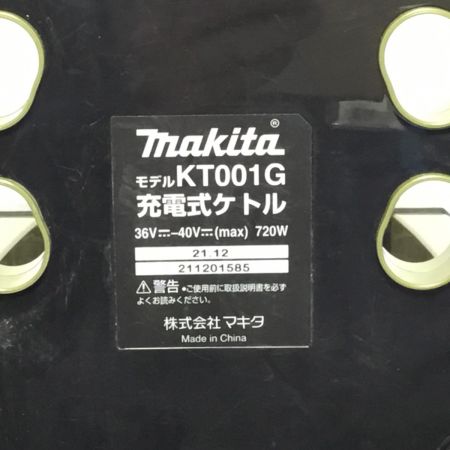 makita®
モデルKT001G
充電式ケトル
36V⎓–40V⎓(max) 720W
21.12
211201585
⚠警告 •ご使用前に取扱説明書を必ず
よくお読みください。
株式会社 マキタ
Made in China